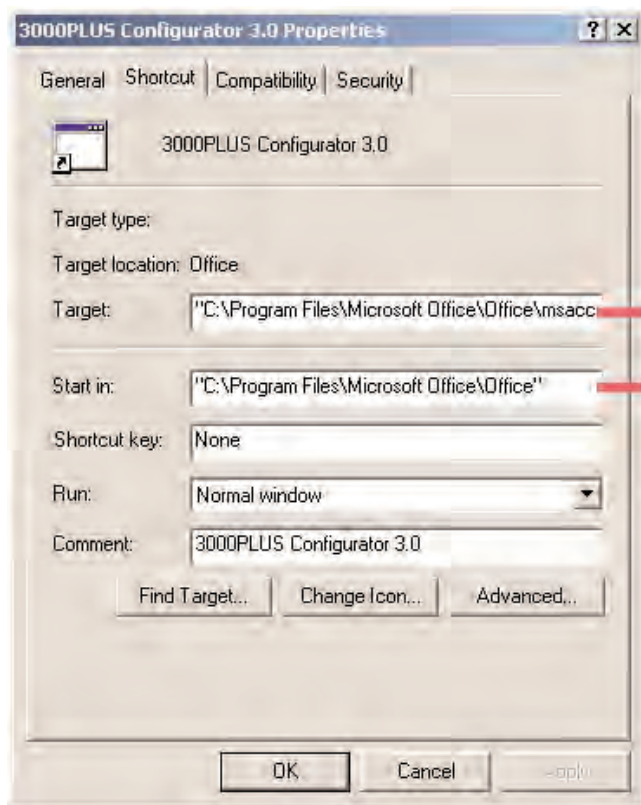 3000PLUS Configurator 3.0 Properties
General Shortcut Compatibility Security
3000PLUS Configurator 3.0
Target type:
Target location: Office
Target: "C:\Program Files\Microsoft Office\Office\msacc
Start in: "C:\Program Files\Microsoft Office\Office"
Shortcut key: None
Run: Normal window
Comment: 3000PLUS Configurator 3.0
Find Target... Change Icon... Advanced...
OK Cancel